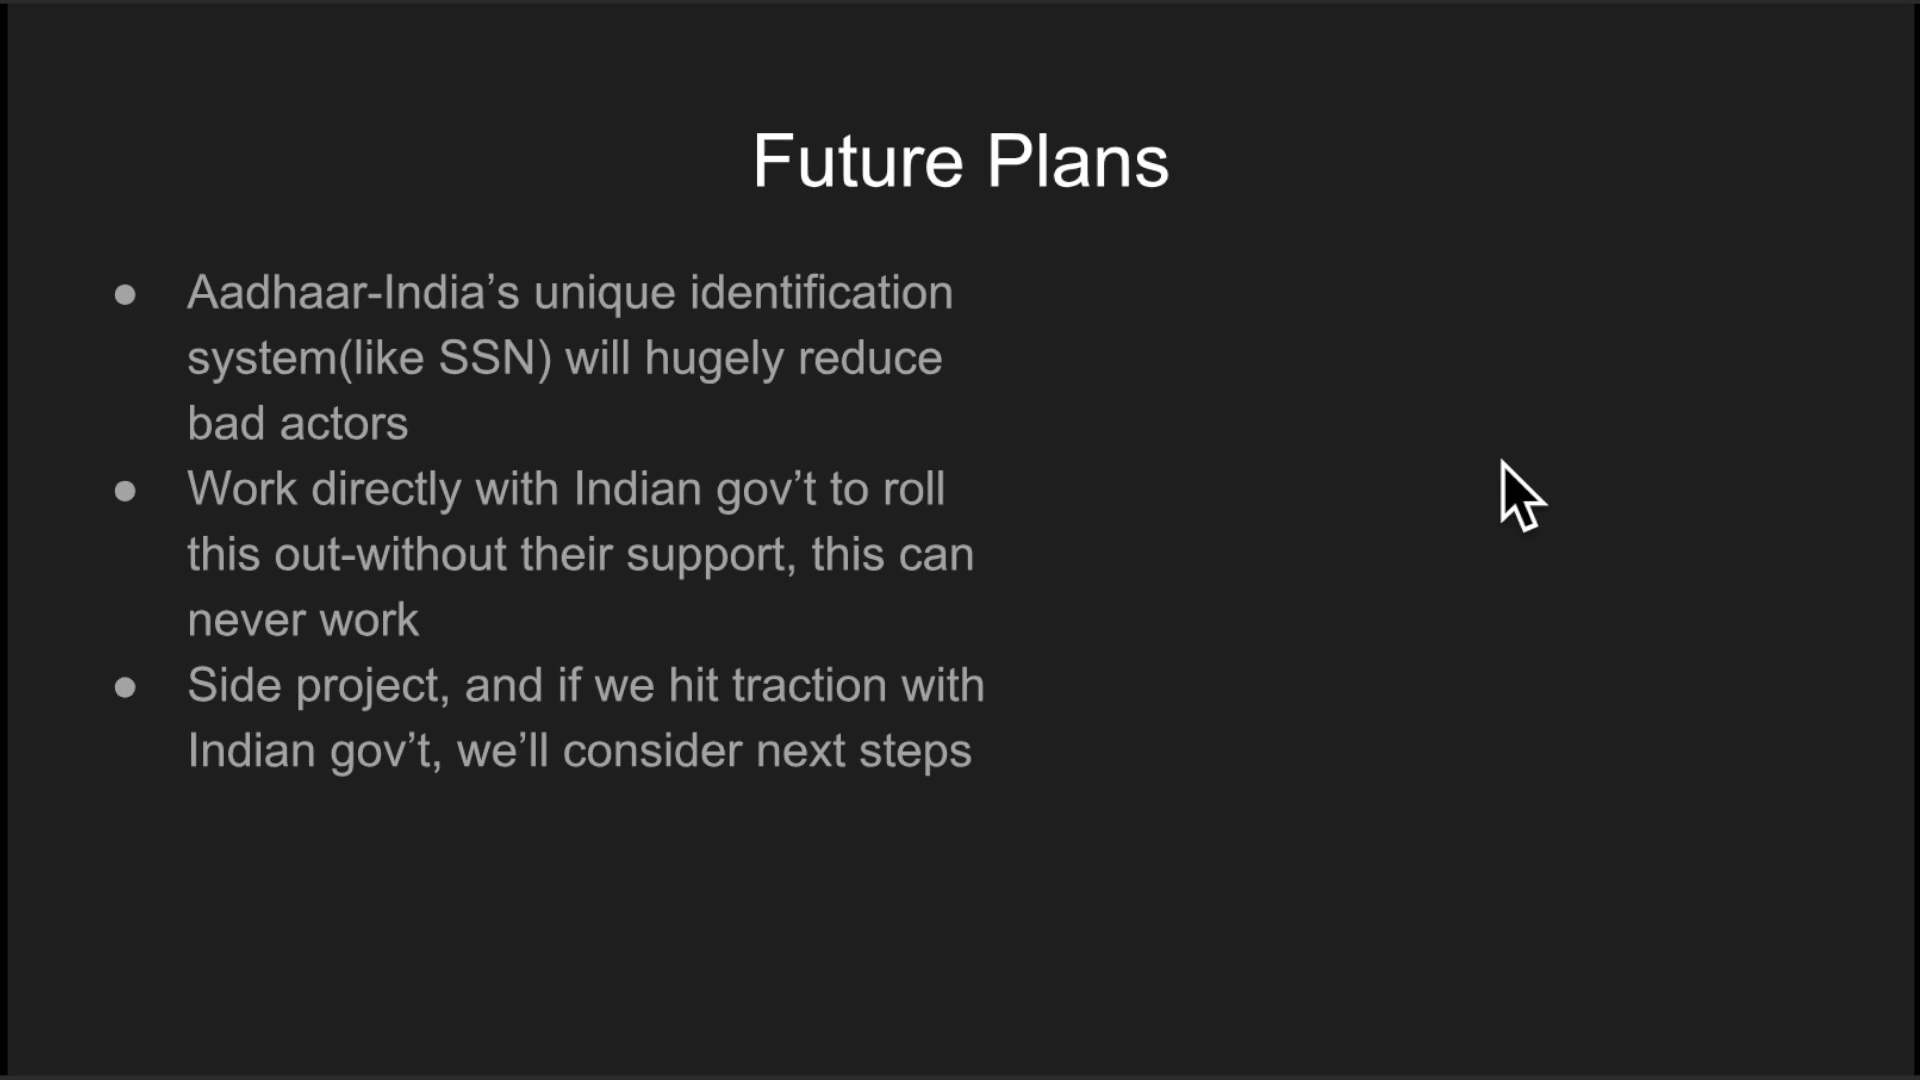 Future Plans
● Aadhaar-India’s unique identification
system(like SSN) will hugely reduce
bad actors
● Work directly with Indian gov’t to roll
this out-without their support, this can
never work
● Side project, and if we hit traction with
Indian gov’t, we’ll consider next steps